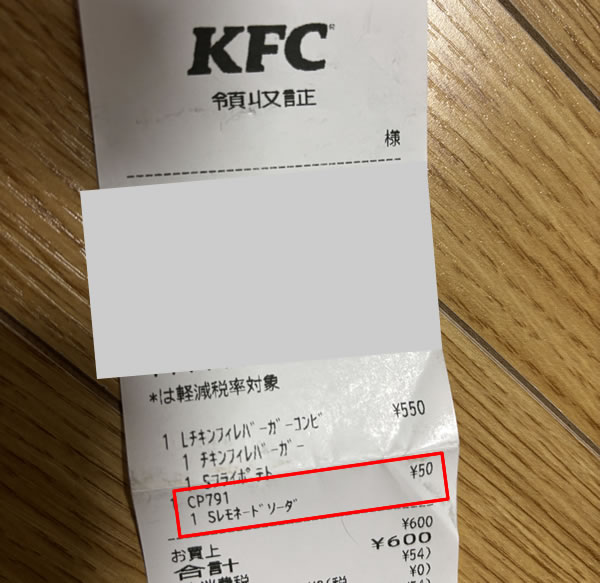 KFC
領収証
様
*は軽減税率対象
1 Lチキンフィレバーガーコンビ ¥550
1 チキンフィレバーガー
1 Sフライポテト
CP791 ¥50
1 Sレモネードソーダ
¥600
お買上 ¥600
合計 ¥54)
¥0)